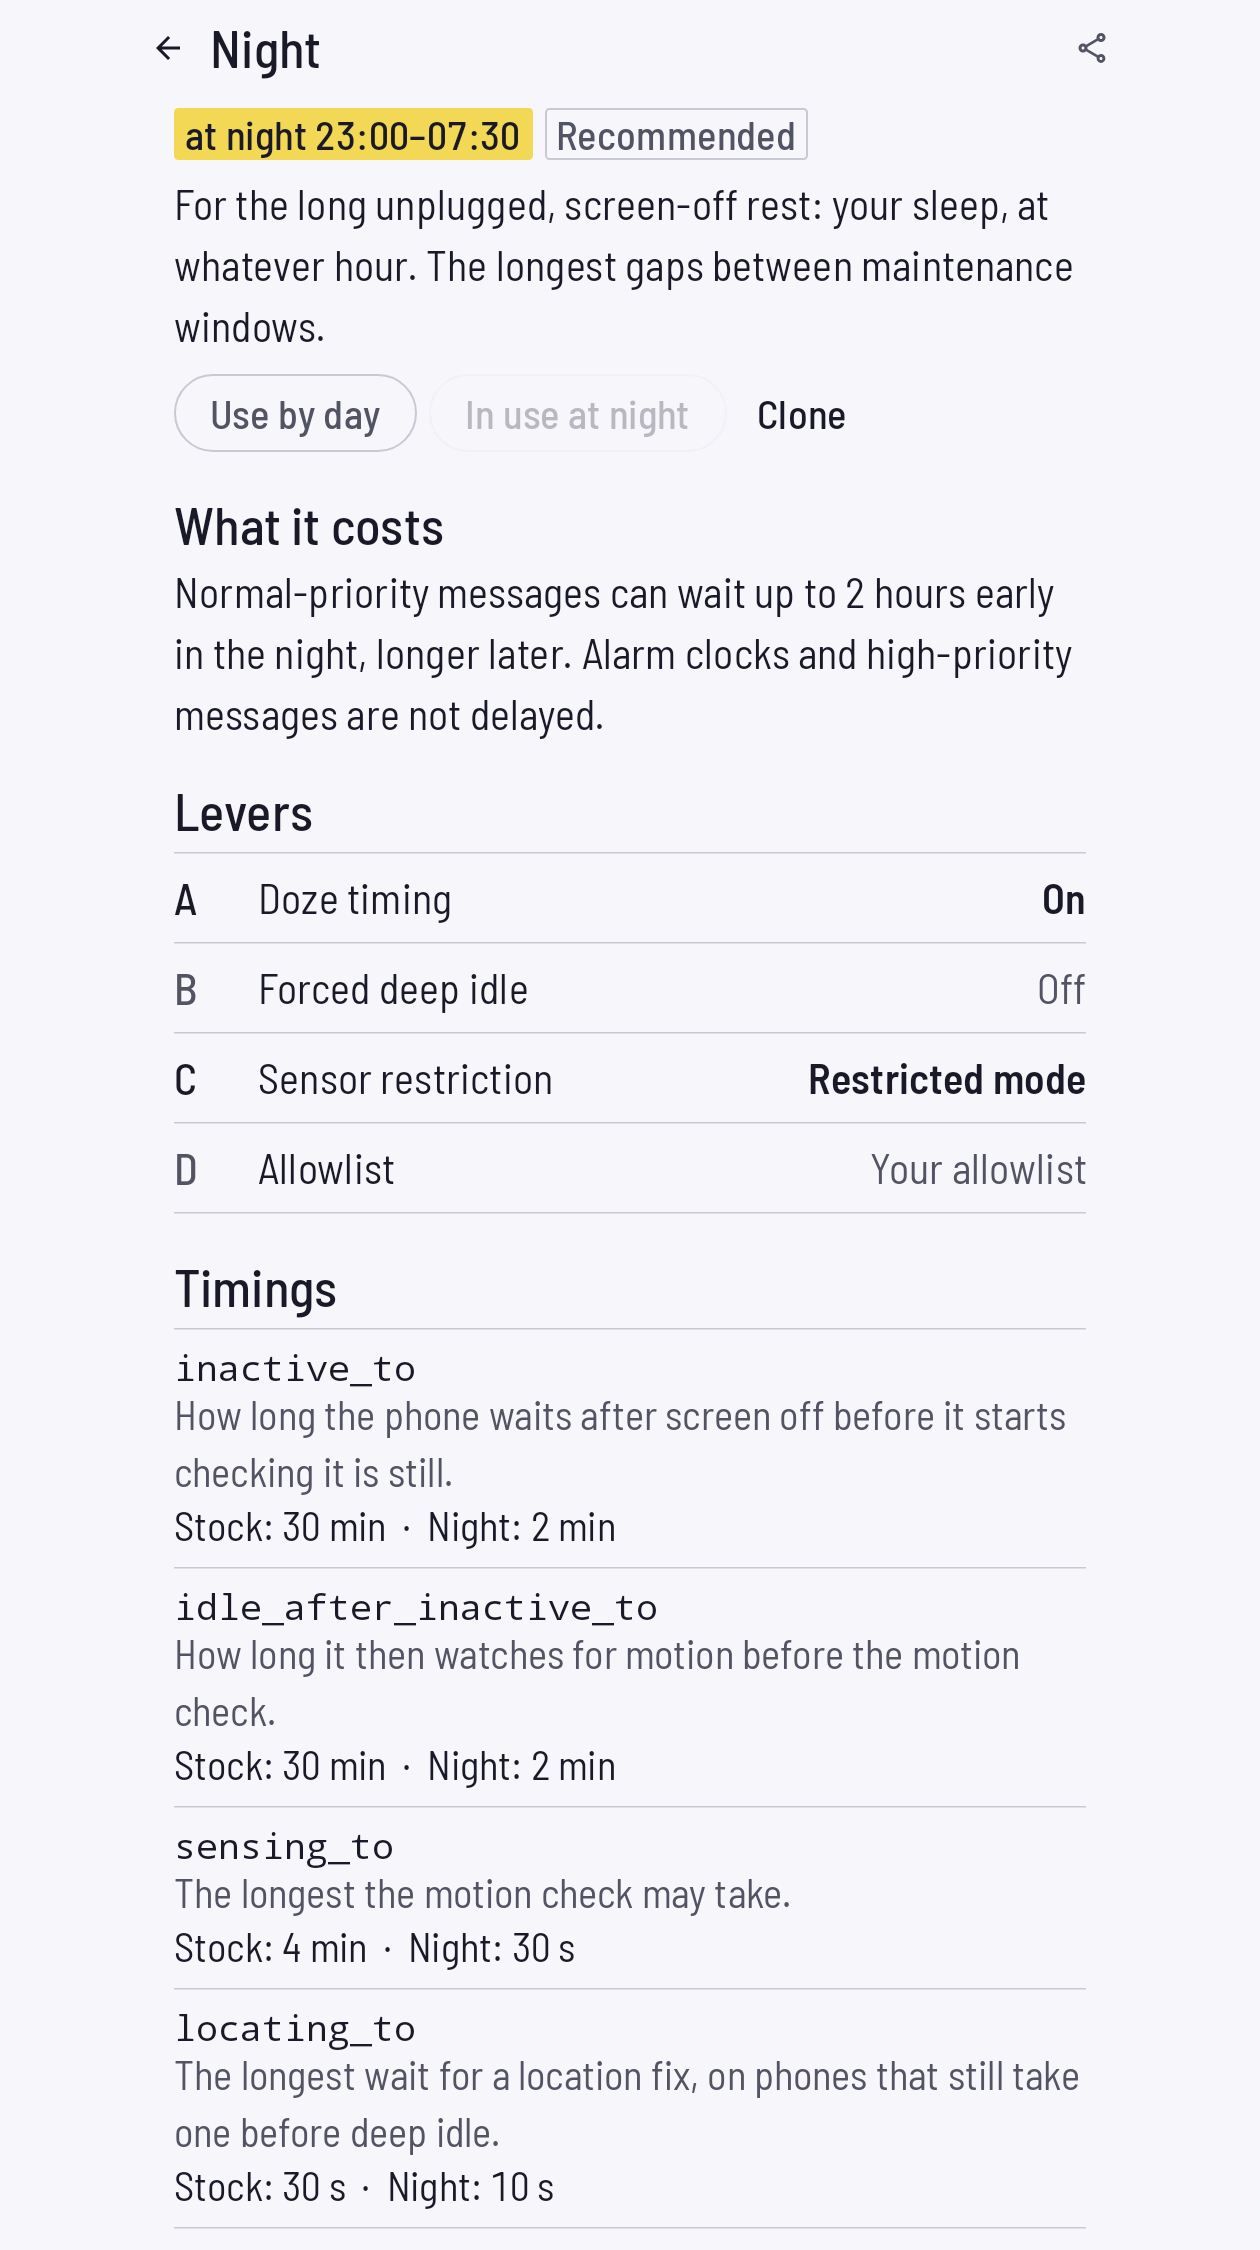 Night
at night 23:00–07:30 Recommended
For the long unplugged, screen-off rest: your sleep, at
whatever hour. The longest gaps between maintenance
windows.
Use by day In use at night Clone
What it costs
Normal-priority messages can wait up to 2 hours early
in the night, longer later. Alarm clocks and high-priority
messages are not delayed.
Levers
A Doze timing On
B Forced deep idle Off
C Sensor restriction Restricted mode
D Allowlist Your allowlist
Timings
inactive_to
How long the phone waits after screen off before it starts
checking it is still.
Stock: 30 min · Night: 2 min
idle_after_inactive_to
How long it then watches for motion before the motion
check.
Stock: 30 min · Night: 2 min
sensing_to
The longest the motion check may take.
Stock: 4 min · Night: 30 s
locating_to
The longest wait for a location fix, on phones that still take
one before deep idle.
Stock: 30 s · Night: 10 s